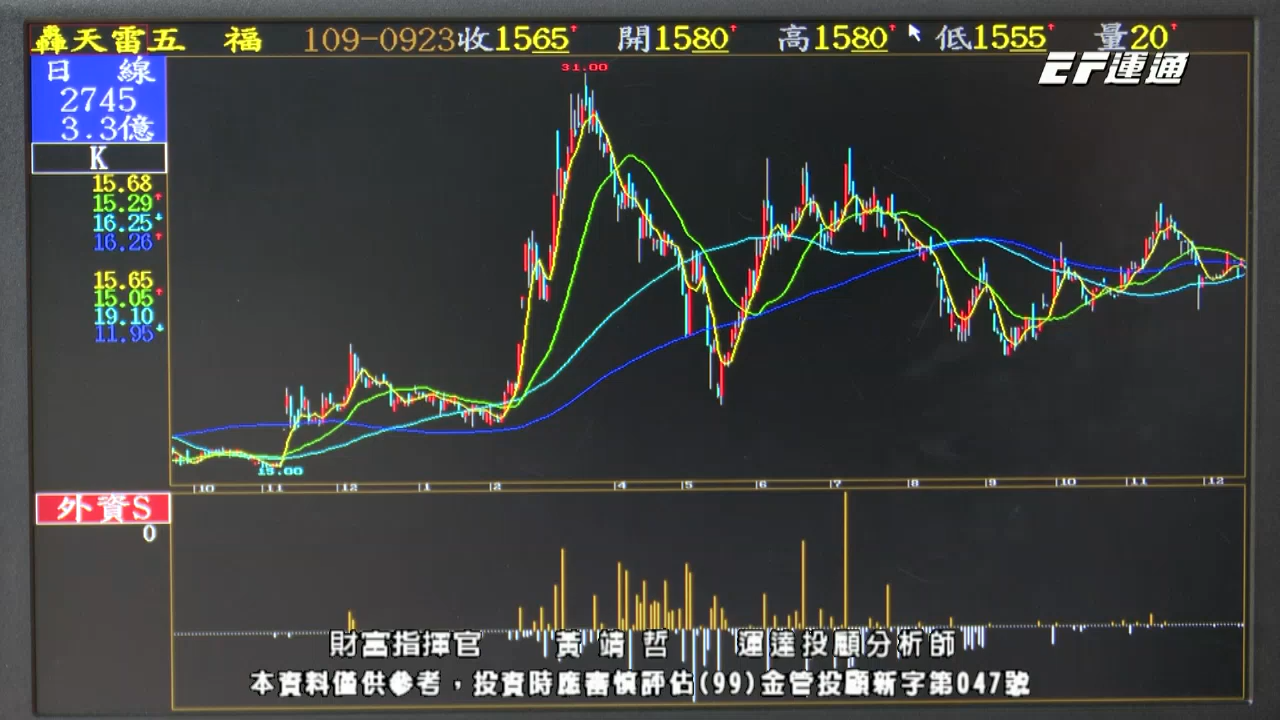 轟天雷五 福 109-0923收1565 開1580 高1580 低1555 量20
EF運通
日 線
2745
3.3億
K
15.68
15.29
16.25
16.26
15.65
15.05
19.10
11.95
31.00
15.00
10 11 12 1 2 4 5 6 7 8 9 10 11 12
外資S
0
財富指揮官 黃靖哲 運達投顧分析師
本資料僅供參考，投資時應審慎評估(99)金管投顧新字第047號